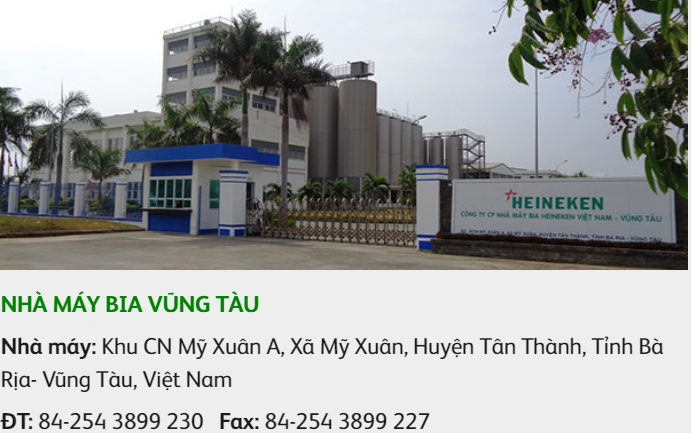 HEINEKEN
CÔNG TY CP NHÀ MÁY BIA HEINEKEN VIỆT NAM - VŨNG TÀU
NHÀ MÁY BIA VŨNG TÀU
Nhà máy: Khu CN Mỹ Xuân A, Xã Mỹ Xuân, Huyện Tân Thành, Tỉnh Bà
Rịa- Vũng Tàu, Việt Nam
ĐT: 84-254 3899 230 Fax: 84-254 3899 227